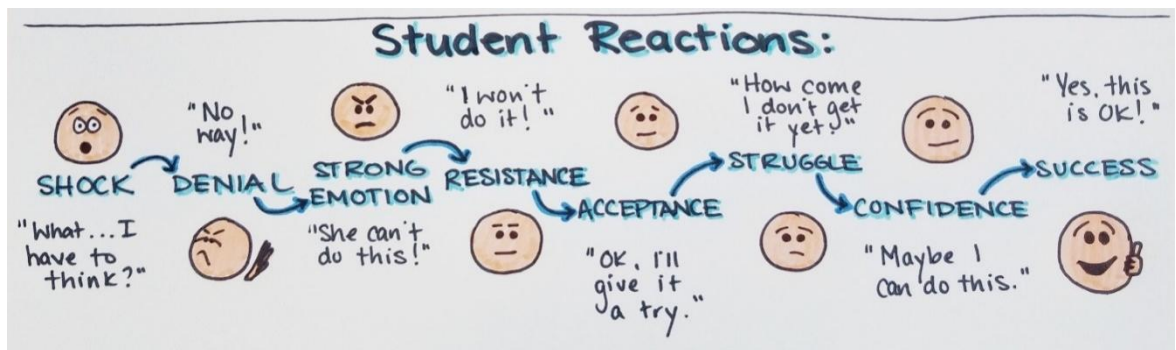 Student Reactions:
SHOCK
"What...I
have to
think?"
"No
way!"
DENIAL
STRONG
EMOTION
"She can't
do this!"
"I won't
do it!"
RESISTANCE
ACCEPTANCE
"OK, I'll
give it
a try."
"How come
I don't get
it yet?"
STRUGGLE
CONFIDENCE
"Maybe I
can do this."
"Yes, this
is OK!"
SUCCESS